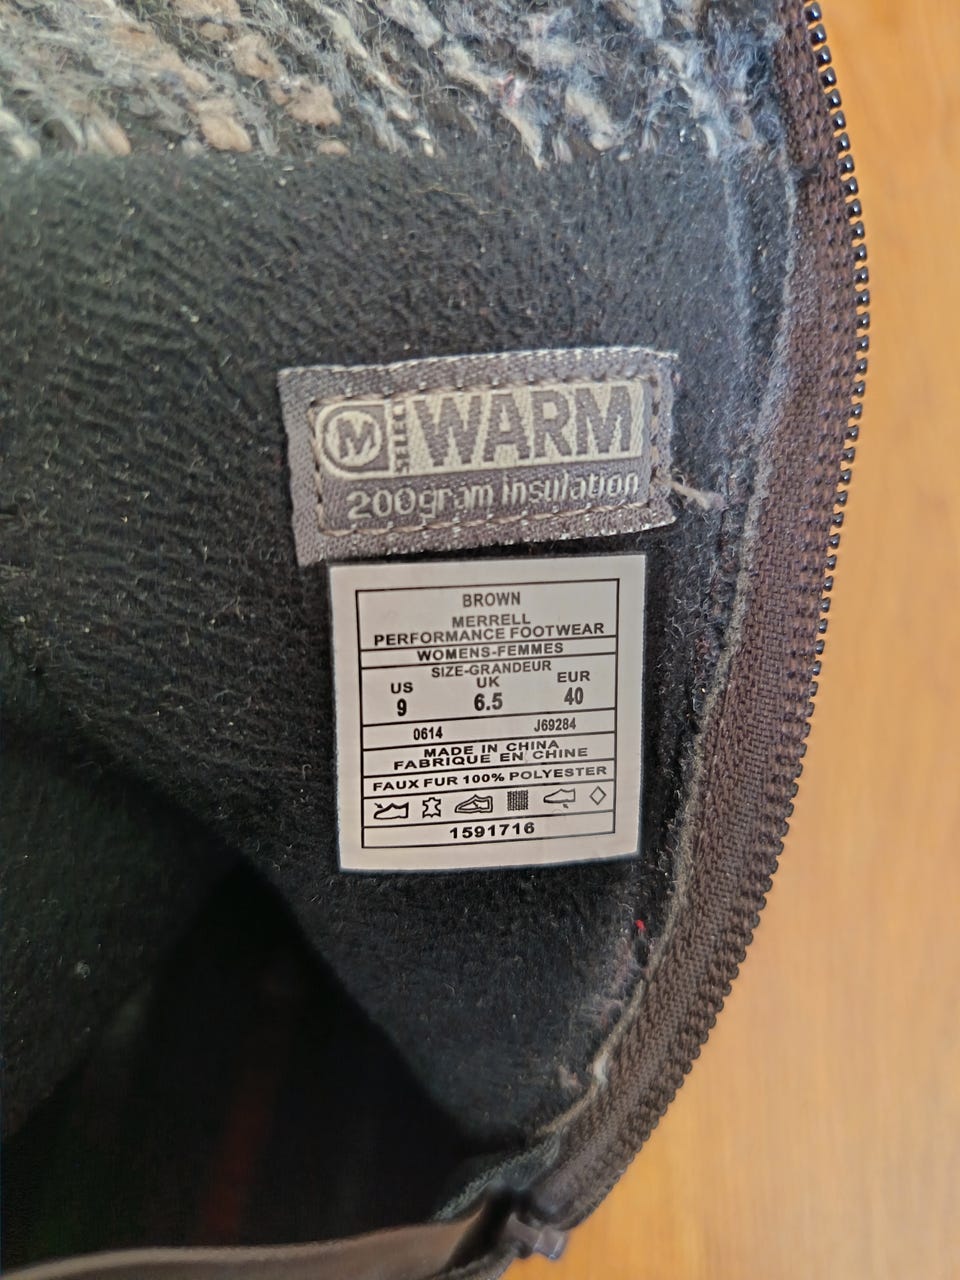 M SELECT WARM
200gram insulation
BROWN
MERRELL
PERFORMANCE FOOTWEAR
WOMENS-FEMMES
SIZE-GRANDEUR
US UK EUR
9 6.5 40
0614 J69284
MADE IN CHINA
FABRIQUE EN CHINE
FAUX FUR 100% POLYESTER
1591716